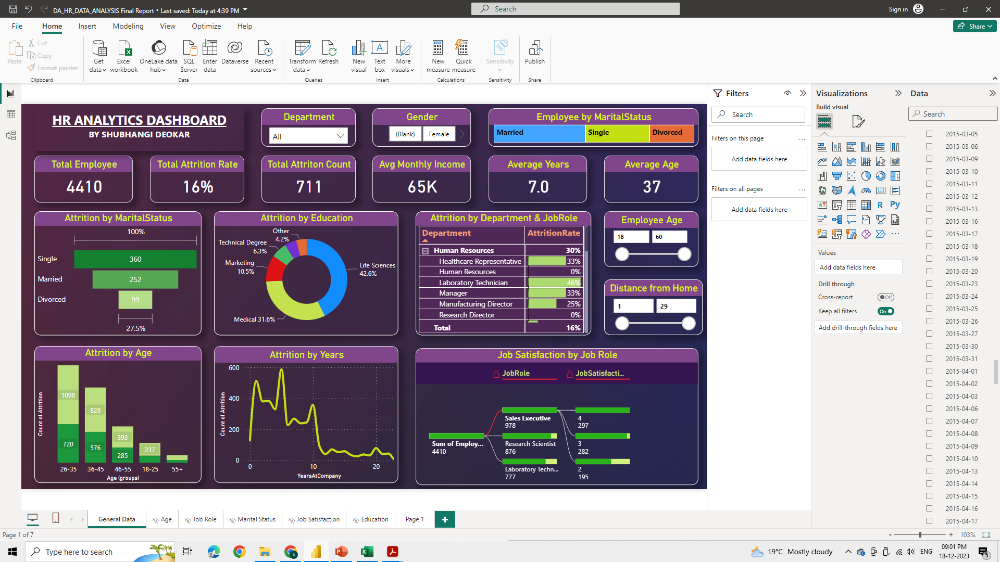 DA_HR_DATA_ANALYSIS Final Report • Last saved: Today at 4:39 PM
Search
Sign in
File
Home
Insert
Modeling
View
Optimize
Help
Share
Paste
Cut
Copy
Format painter
Clipboard
Get data
Excel workbook
OneLake data hub
SQL Server
Enter data
Dataverse
Recent sources
Data
Transform data
Refresh
Queries
New visual
Text box
More visuals
Insert
New measure
Quick measure
Calculations
Sensitivity
Sensitivity
Publish
Share
HR ANALYTICS DASHBOARD
BY SHUBHANGI DEOKAR
Department
All
Gender
(Blank)
Female
Employee by MaritalStatus
Married
Single
Divorced
Total Employee
4410
Total Attrition Rate
16%
Total Attriton Count
711
Avg Monthly Income
65K
Average Years
7.0
Average Age
37
Attrition by MaritalStatus
100%
Single
360
Married
252
Divorced
99
27.5%
Attrition by Education
Other
4.2%
Technical Degree
6.3%
Marketing
10.5%
Life Sciences
42.6%
Medical 31.6%
Attrition by Department & JobRole
Department AttritionRate
Human Resources 30%
Healthcare Representative 33%
Human Resources 0%
Laboratory Technician 46%
Manager 33%
Manufacturing Director 25%
Research Director 0%
Total 16%
Employee Age
18 60
Distance from Home
1 29
Attrition by Age
Count of Attrition
1098
720
828
576
393
285
237
26-35 36-45 46-55 18-25 55+
Age (groups)
Attrition by Years
Count of Attrition
600
400
200
0
0 10 20
YearsAtCompany
Job Satisfaction by Job Role
JobRole
JobSatisfacti...
Sum of Employ...
4410
Sales Executive
978
Research Scientist
876
Laboratory Techn...
777
4
297
3
282
2
195
Filters
Search
Filters on this page
...
Add data fields here
Filters on all pages
...
Add data fields here
Visualizations
Build visual
123
R
Py
123
...
Values
Add data fields here
Drill through
Cross-report
Off
Keep all filters
On
Add drill-through fields here
Data
Search
2015-03-05
2015-03-06
2015-03-09
2015-03-10
2015-03-11
2015-03-12
2015-03-13
2015-03-16
2015-03-17
2015-03-18
2015-03-19
2015-03-20
2015-03-23
2015-03-24
2015-03-25
2015-03-26
2015-03-27
2015-03-30
2015-03-31
2015-04-01
2015-04-02
2015-04-03
2015-04-06
2015-04-07
2015-04-08
2015-04-09
2015-04-10
2015-04-13
2015-04-14
2015-04-15
2015-04-16
2015-04-17
General Data
Age
Job Role
Marital Status
Job Satisfaction
Education
Page 1
+
Page 1 of 7
- + 103%
Type here to search
19°C Mostly cloudy
ENG
09:01 PM
18-12-2023
5